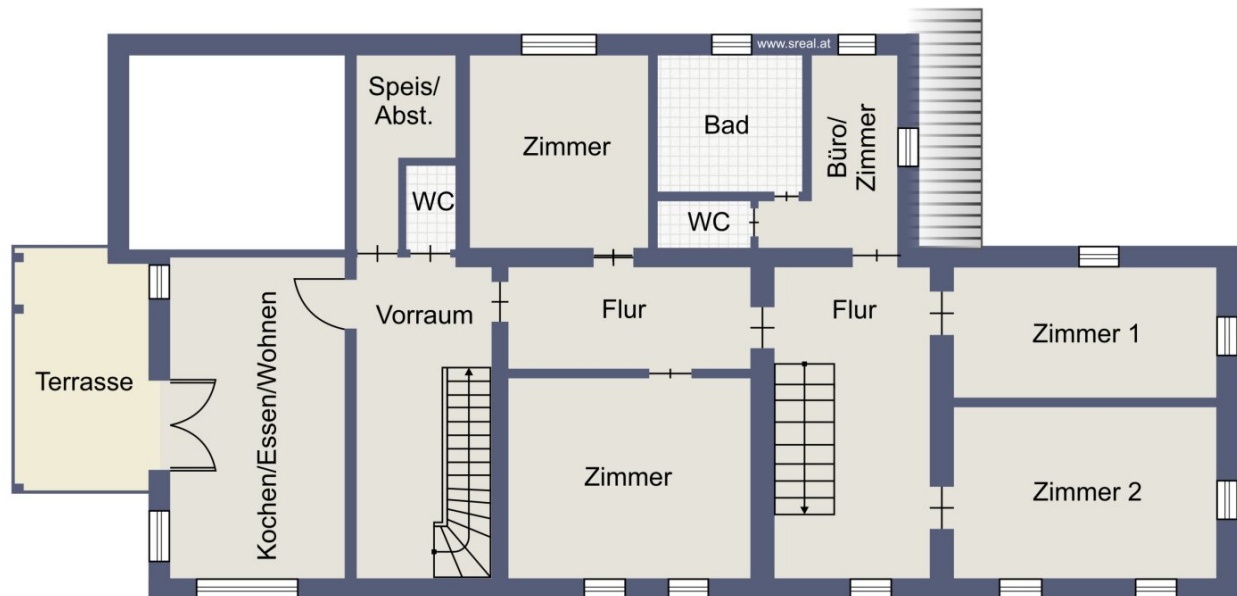 www.sreal.at
Speis/
Abst.
Zimmer
Bad
Büro/
Zimmer
WC
WC
Vorraum
Flur
Flur
Zimmer 1
Terrasse
Kochen/Essen/Wohnen
Zimmer
Zimmer 2